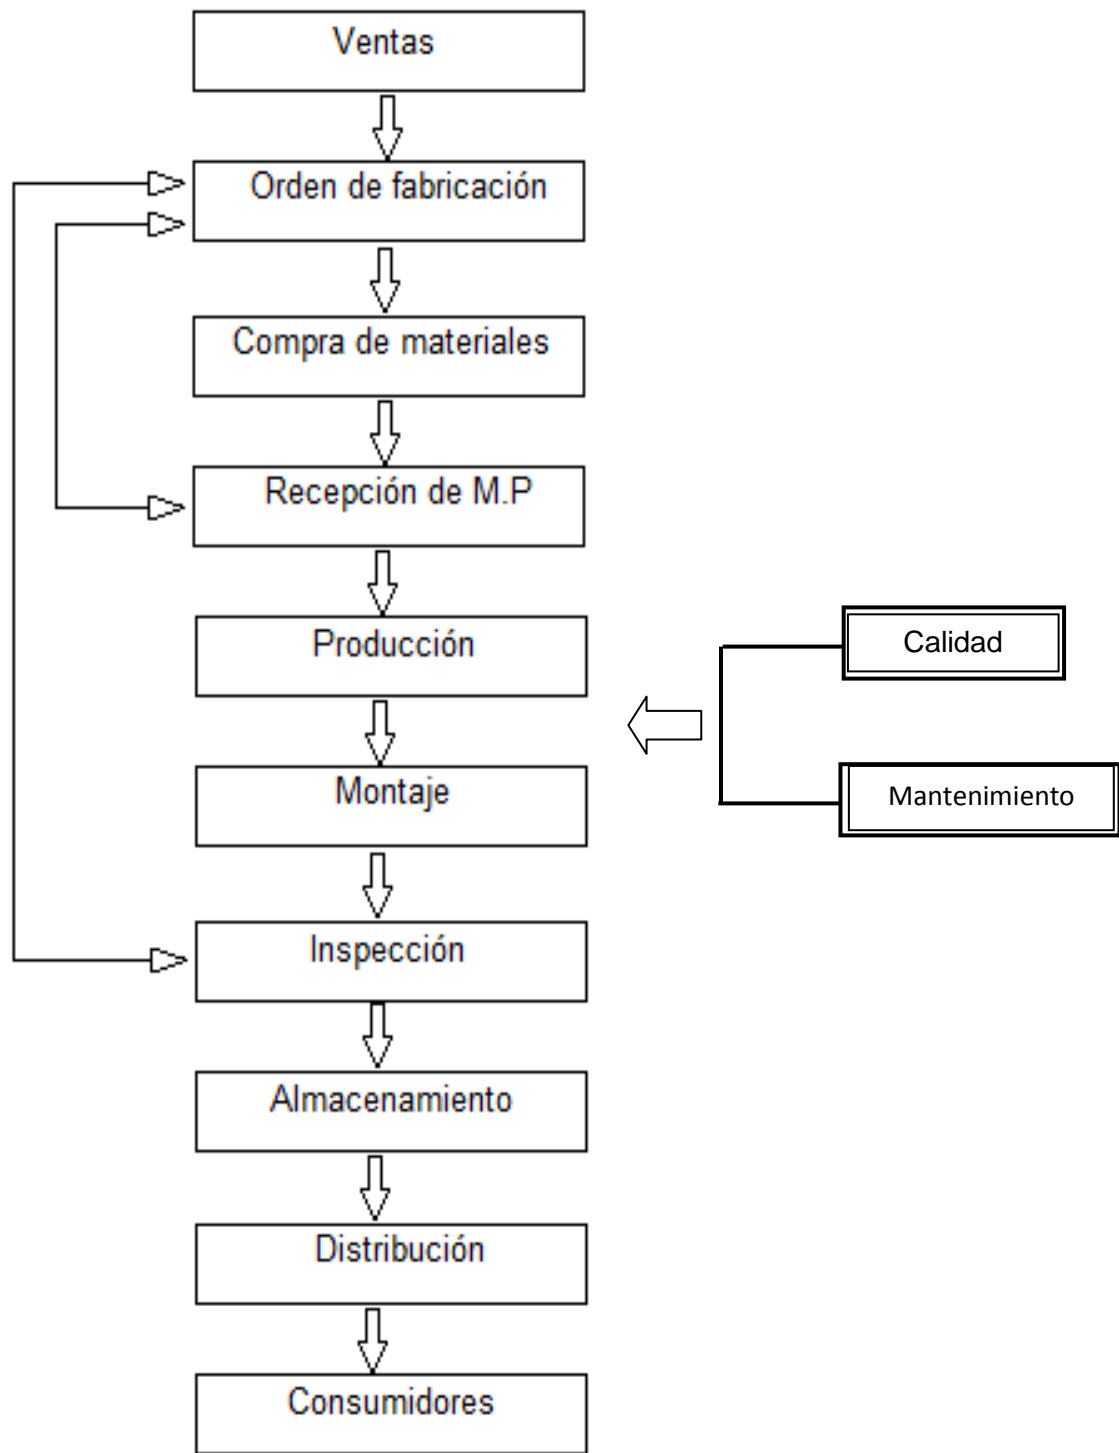 Ventas
Orden de fabricación
Compra de materiales
Recepción de M.P
Producción
Calidad
Montaje
Mantenimiento
Inspección
Almacenamiento
Distribución
Consumidores